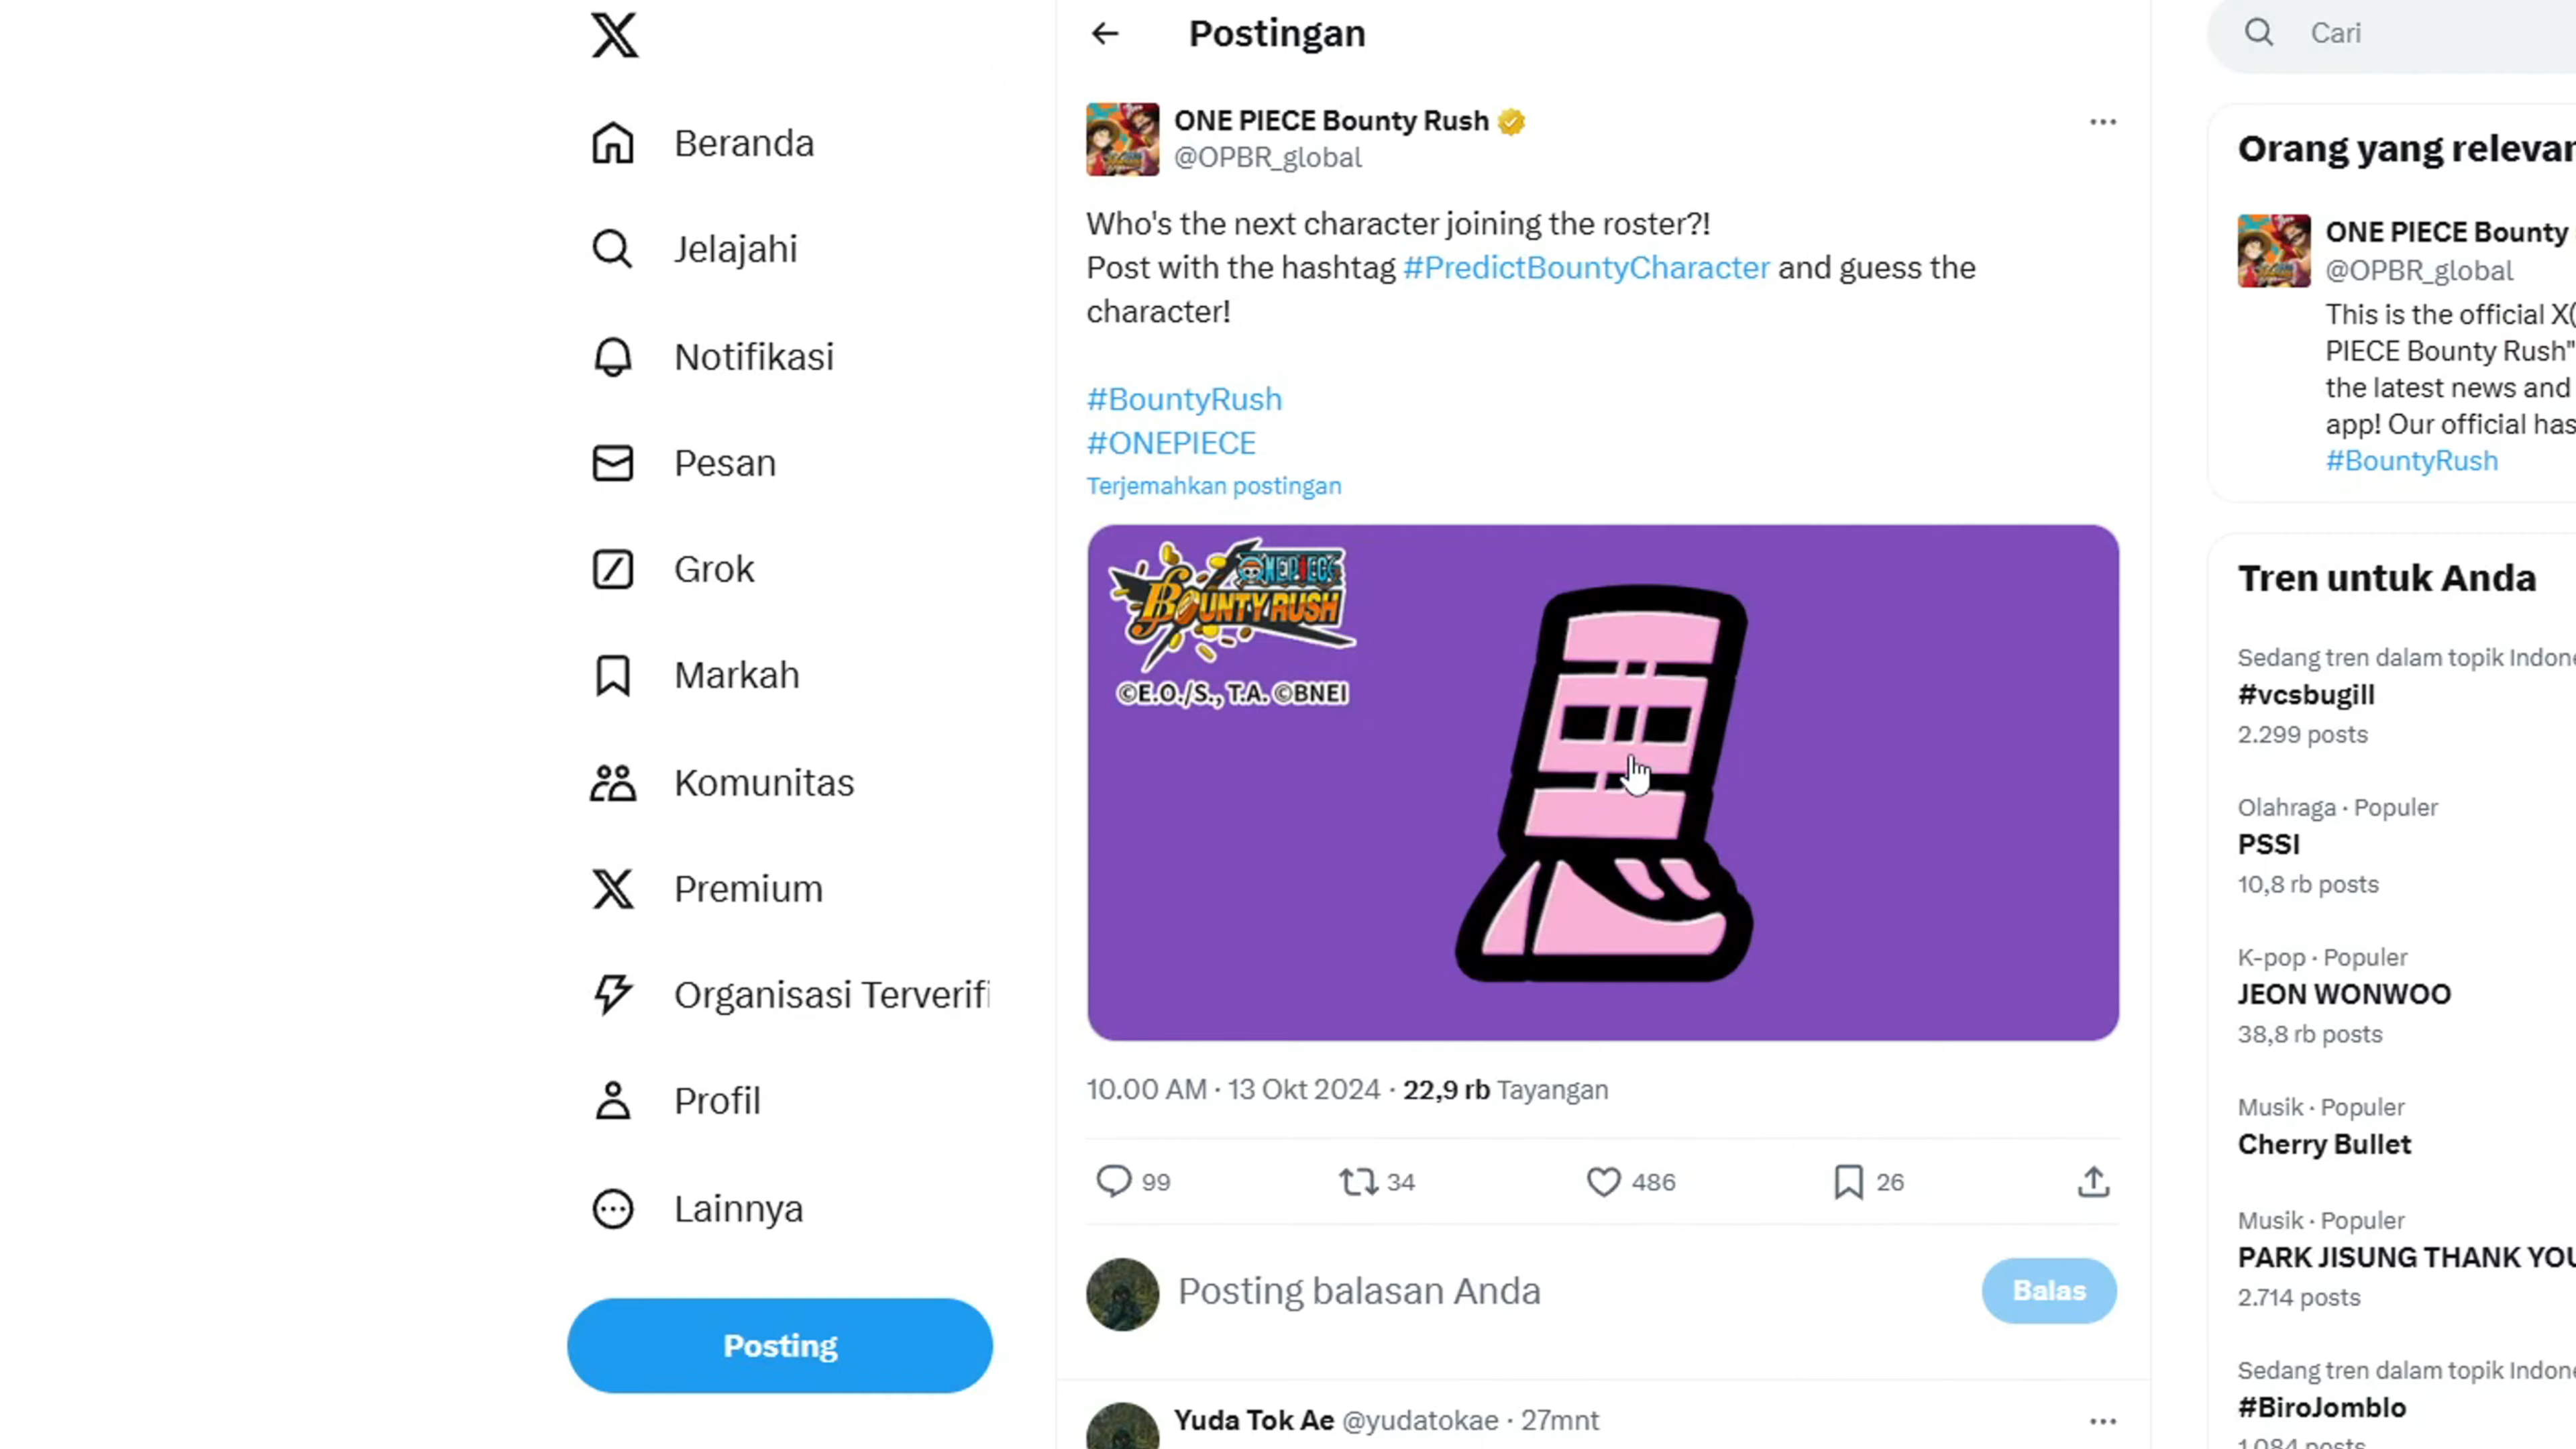 Beranda
Jelajahi
Notifikasi
Pesan
Grok
Markah
Komunitas
Premium
Organisasi Terverifi
Profil
Lainnya
Posting
Postingan
ONE PIECE Bounty Rush
@OPBR_global
Who's the next character joining the roster?!
Post with the hashtag #PredictBountyCharacter and guess the
character!
#BountyRush
#ONEPIECE
Terjemahkan postingan
ONE PIECE
BOUNTY RUSH
©E.O./S., T.A. ©BNEI
10.00 AM · 13 Okt 2024 · 22,9 rb Tayangan
99 34 486 26
Posting balasan Anda
Balas
Yuda Tok Ae @yudatokae · 27mnt
Cari
Orang yang relevan
ONE PIECE Bounty
@OPBR_global
This is the official X(
PIECE Bounty Rush"
the latest news and
app! Our official has
#BountyRush
Tren untuk Anda
Sedang tren dalam topik Indone
#vcsbugill
2.299 posts
Olahraga · Populer
PSSI
10,8 rb posts
K-pop · Populer
JEON WONWOO
38,8 rb posts
Musik · Populer
Cherry Bullet
Musik · Populer
PARK JISUNG THANK YOU
2.714 posts
Sedang tren dalam topik Indone
#BiroJomblo
1.084 posts